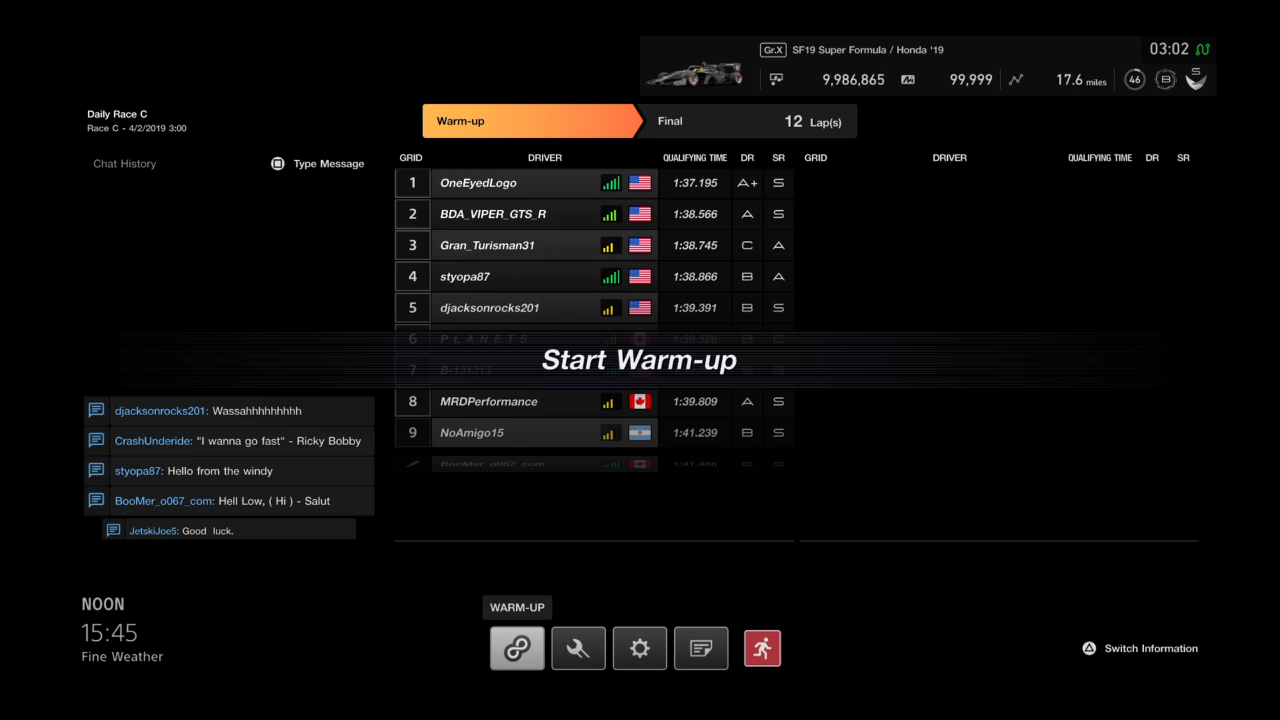 Gr.X SF19 Super Formula / Honda '19
03:02
9,986,865 99,999 17.6 miles 46 B S
Daily Race C
Race C - 4/2/2019 3:00
Warm-up Final 12 Lap(s)
Chat History Type Message
GRID DRIVER QUALIFYING TIME DR SR GRID DRIVER QUALIFYING TIME DR SR
1 OneEyedLogo 1:37.195 A+ S
2 BDA_VIPER_GTS_R 1:38.566 A S
3 Gran_Turisman31 1:38.745 C A
4 styopa87 1:38.866 B A
5 djacksonrocks201 1:39.391 B S
6 P_L_A_N_E_T_S 1:39.526 B C
Start Warm-up
7
8 MRDPerformance 1:39.809 A S
9 NoAmigo15 1:41.239 B S
BooMer_o067_com
djacksonrocks201: Wassahhhhhhhhh
CrashUnderide: "I wanna go fast" - Ricky Bobby
styopa87: Hello from the windy
BooMer_o067_com: Hell Low, ( Hi ) - Salut
JetskiJoe5: Good luck.
NOON
15:45
Fine Weather
WARM-UP
Switch Information